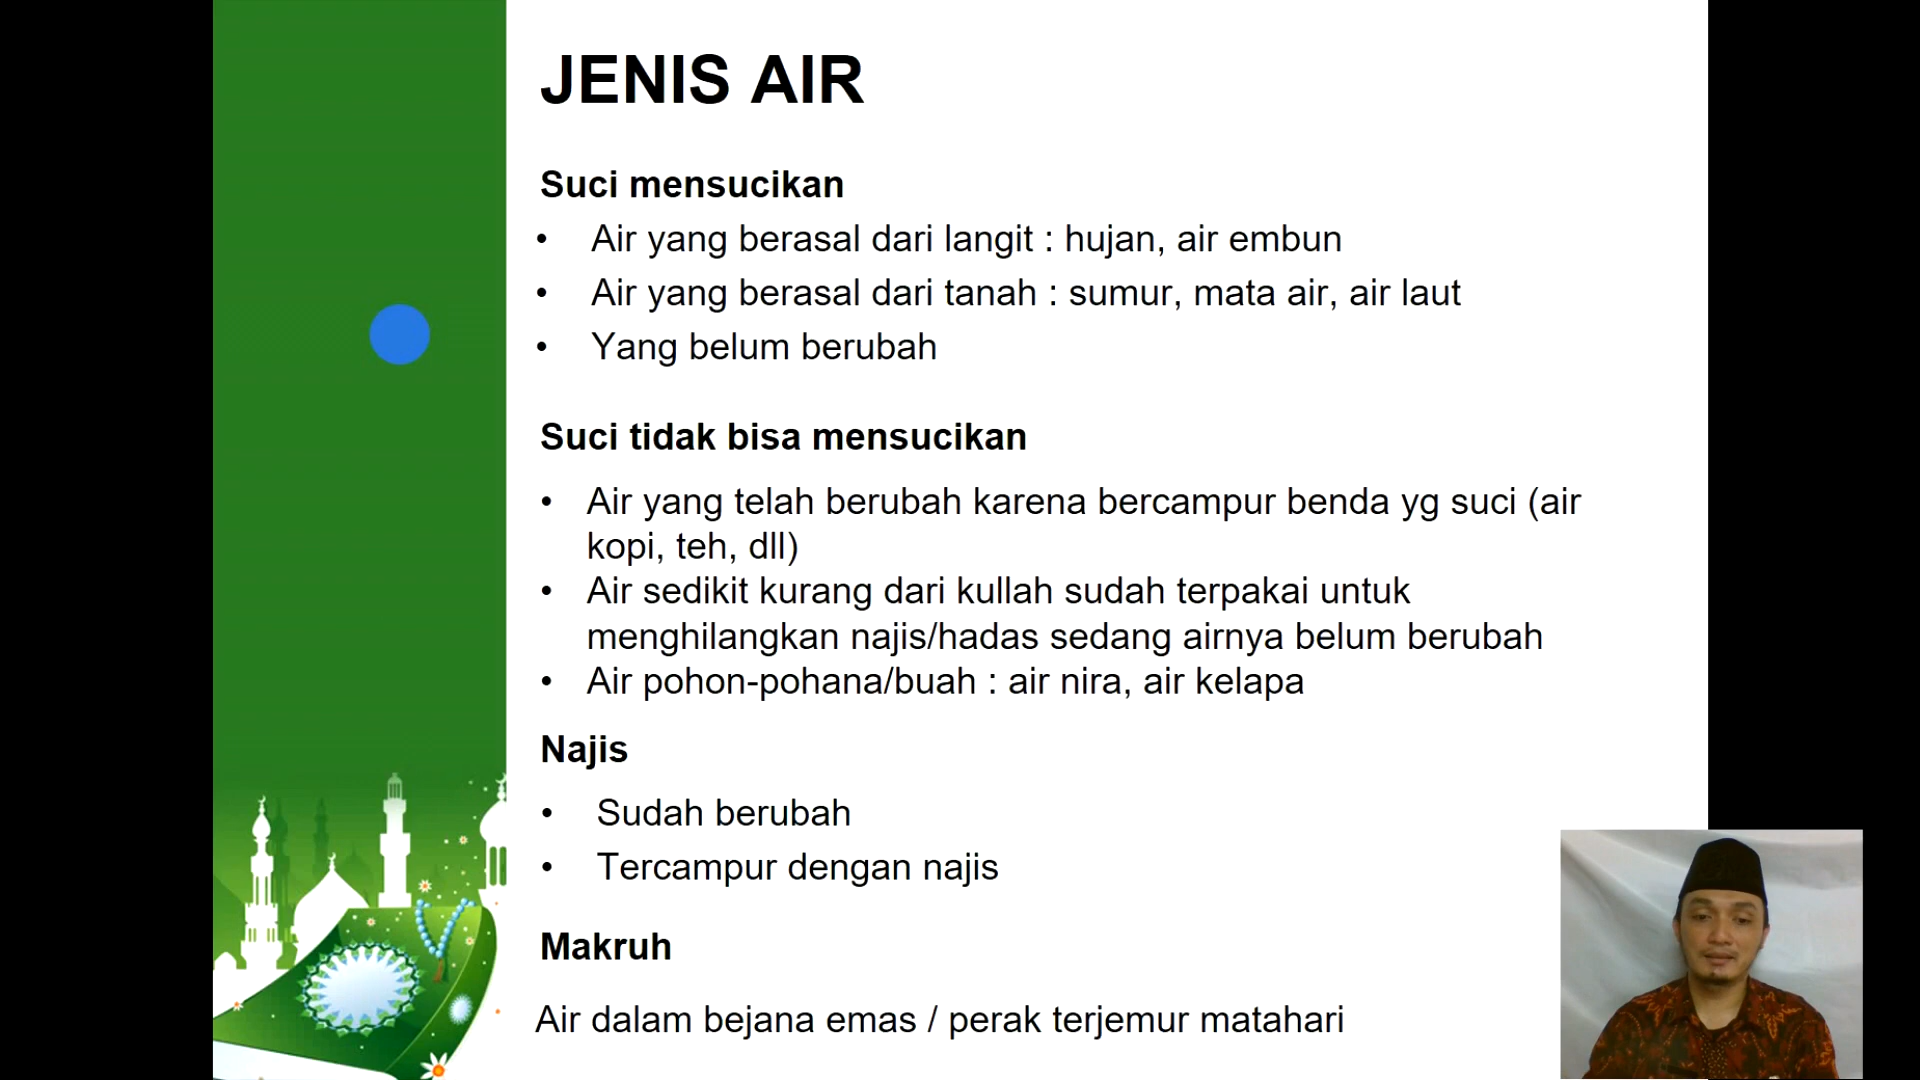 JENIS AIR
Suci mensucikan
• Air yang berasal dari langit : hujan, air embun
• Air yang berasal dari tanah : sumur, mata air, air laut
• Yang belum berubah
Suci tidak bisa mensucikan
• Air yang telah berubah karena bercampur benda yg suci (air
kopi, teh, dll)
• Air sedikit kurang dari kullah sudah terpakai untuk
menghilangkan najis/hadas sedang airnya belum berubah
• Air pohon-pohana/buah : air nira, air kelapa
Najis
• Sudah berubah
• Tercampur dengan najis
Makruh
Air dalam bejana emas / perak terjemur matahari